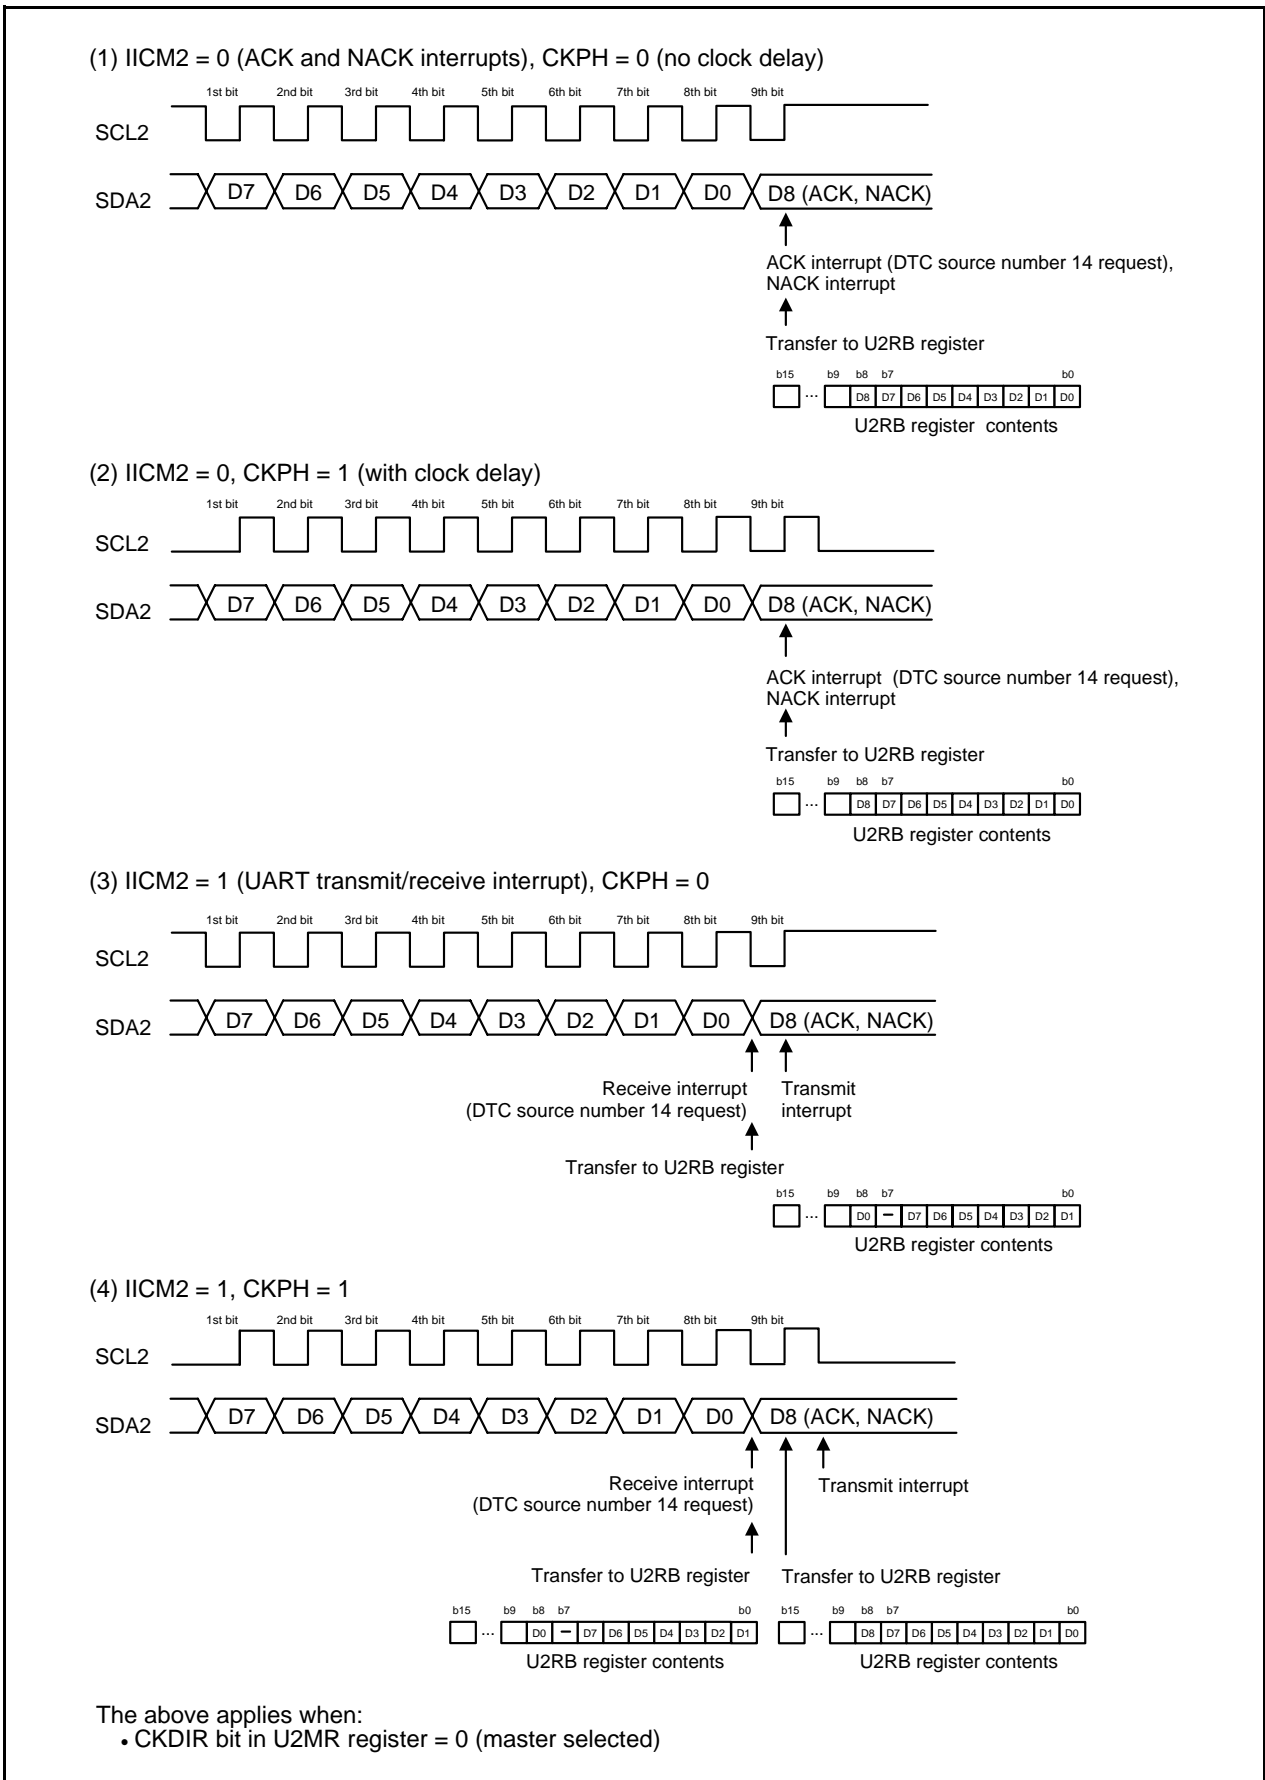 (1) IICM2 = 0 (ACK and NACK interrupts), CKPH = 0 (no clock delay)
1st bit 2nd bit 3rd bit 4th bit 5th bit 6th bit 7th bit 8th bit 9th bit
SCL2
SDA2 D7 D6 D5 D4 D3 D2 D1 D0 D8 (ACK, NACK)
ACK interrupt (DTC source number 14 request),
NACK interrupt
Transfer to U2RB register
b15 b9 b8 b7 b0
... D8 D7 D6 D5 D4 D3 D2 D1 D0
U2RB register contents
(2) IICM2 = 0, CKPH = 1 (with clock delay)
1st bit 2nd bit 3rd bit 4th bit 5th bit 6th bit 7th bit 8th bit 9th bit
SCL2
SDA2 D7 D6 D5 D4 D3 D2 D1 D0 D8 (ACK, NACK)
ACK interrupt (DTC source number 14 request),
NACK interrupt
Transfer to U2RB register
b15 b9 b8 b7 b0
... D8 D7 D6 D5 D4 D3 D2 D1 D0
U2RB register contents
(3) IICM2 = 1 (UART transmit/receive interrupt), CKPH = 0
1st bit 2nd bit 3rd bit 4th bit 5th bit 6th bit 7th bit 8th bit 9th bit
SCL2
SDA2 D7 D6 D5 D4 D3 D2 D1 D0 D8 (ACK, NACK)
Receive interrupt Transmit
(DTC source number 14 request) interrupt
Transfer to U2RB register
b15 b9 b8 b7 b0
... D0 – D7 D6 D5 D4 D3 D2 D1
U2RB register contents
(4) IICM2 = 1, CKPH = 1
1st bit 2nd bit 3rd bit 4th bit 5th bit 6th bit 7th bit 8th bit 9th bit
SCL2
SDA2 D7 D6 D5 D4 D3 D2 D1 D0 D8 (ACK, NACK)
Receive interrupt Transmit interrupt
(DTC source number 14 request)
Transfer to U2RB register Transfer to U2RB register
b15 b9 b8 b7 b0 b15 b9 b8 b7 b0
... D0 – D7 D6 D5 D4 D3 D2 D1 ... D8 D7 D6 D5 D4 D3 D2 D1 D0
U2RB register contents U2RB register contents
The above applies when:
• CKDIR bit in U2MR register = 0 (master selected)